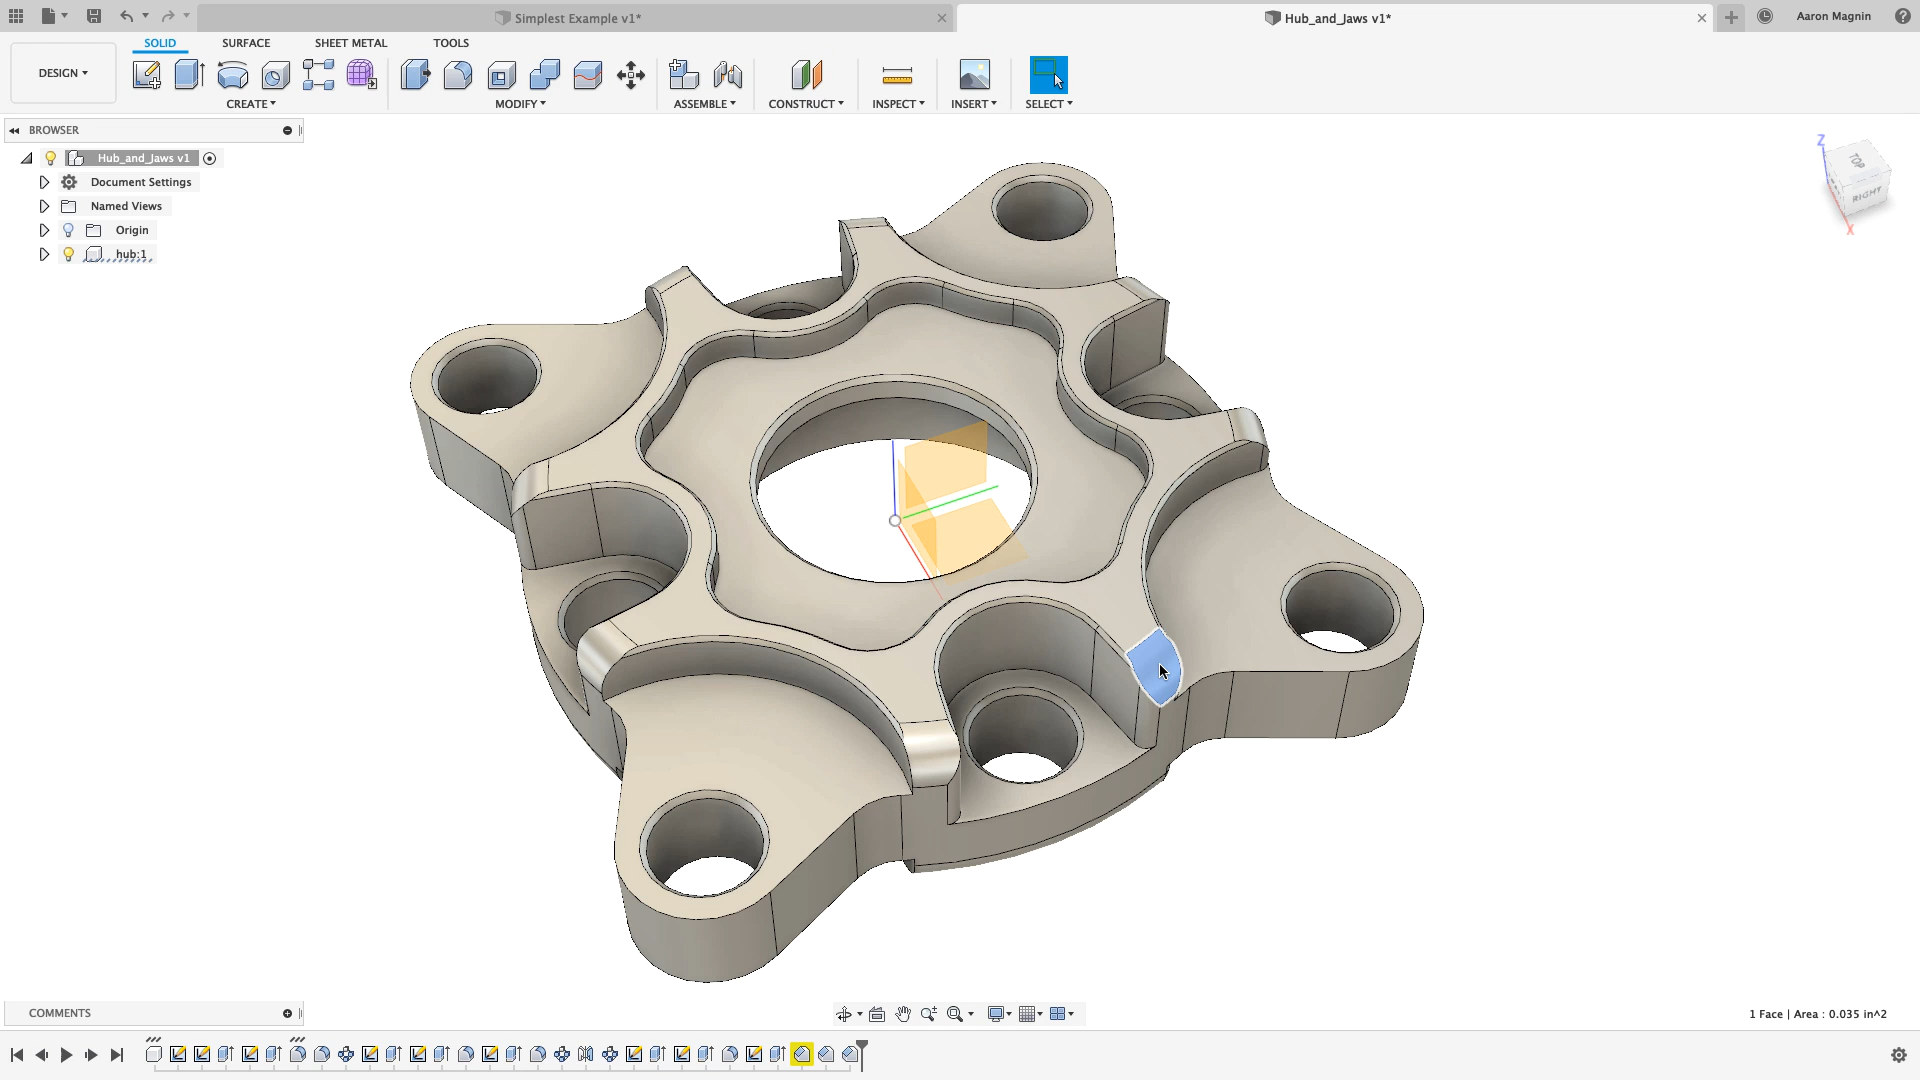 Simplest Example v1*
Hub_and_Jaws v1*
Aaron Magnin
?
DESIGN
SOLID
SURFACE
SHEET METAL
TOOLS
CREATE
MODIFY
ASSEMBLE
CONSTRUCT
INSPECT
INSERT
SELECT
BROWSER
Hub_and_Jaws v1
Document Settings
Named Views
Origin
hub:1
Z
TOP
RIGHT
X
COMMENTS
1 Face | Area : 0.035 in^2